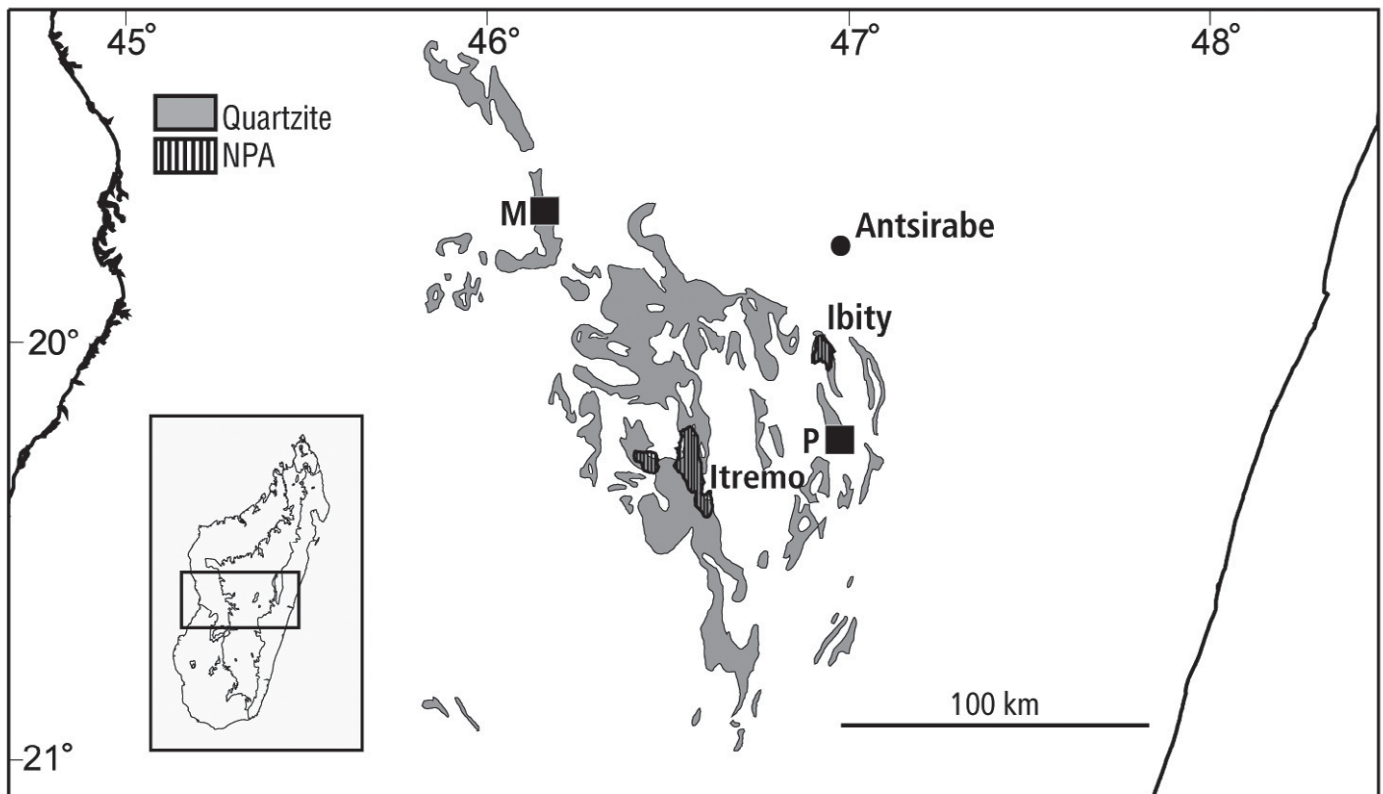 45°
46°
47°
48°
Quartzite
NPA
M
Antsirabe
Ibity
20°
P
Itremo
100 km
21°